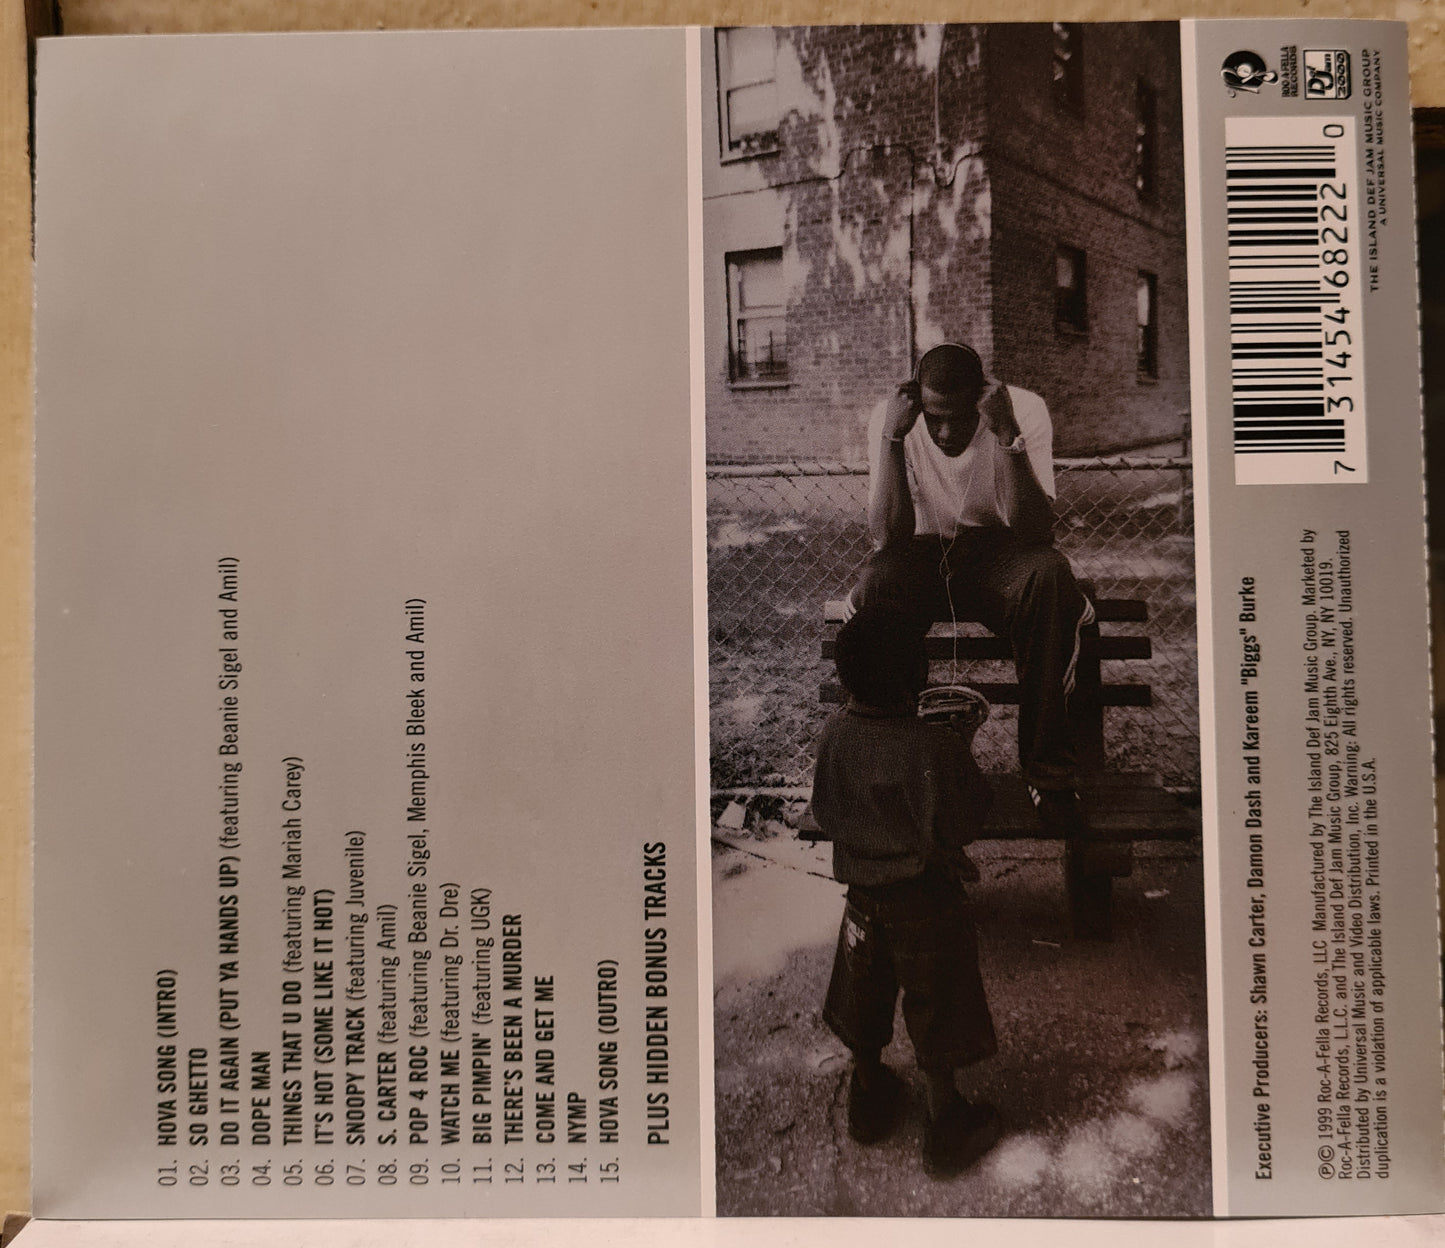 01. HOVA SONG (INTRO)
02. SO GHETTO
03. DO IT AGAIN (PUT YA HANDS UP) (featuring Beanie Sigel and Amil)
04. DOPE MAN
05. THINGS THAT U DO (featuring Mariah Carey)
06. IT'S HOT (SOME LIKE IT HOT)
07. SNOOPY TRACK (featuring Juvenile)
08. S. CARTER (featuring Amil)
09. POP 4 ROC (featuring Beanie Sigel, Memphis Bleek and Amil)
10. WATCH ME (featuring Dr. Dre)
11. BIG PIMPIN' (featuring UGK)
12. THERE'S BEEN A MURDER
13. COME AND GET ME
14. NYMP
15. HOVA SONG (OUTRO)
PLUS HIDDEN BONUS TRACKS
Executive Producers: Shawn Carter, Damon Dash and Kareem "Biggs" Burke
℗© 1999 Roc-A-Fella Records, LLC Manufactured by The Island Def Jam Music Group. Marketed by
Roc-A-Fella Records, L.L.C. and The Island Def Jam Music Group, 825 Eighth Ave., NY, NY 10019.
Distributed by Universal Music and Video Distribution, Inc. Warning: All rights reserved. Unauthorized
duplication is a violation of applicable laws. Printed in the U.S.A.
7 31454 68222 0
ROC-A-FELLA
RECORDS
Def
Jam
2000
THE ISLAND DEF JAM MUSIC GROUP
A UNIVERSAL MUSIC COMPANY